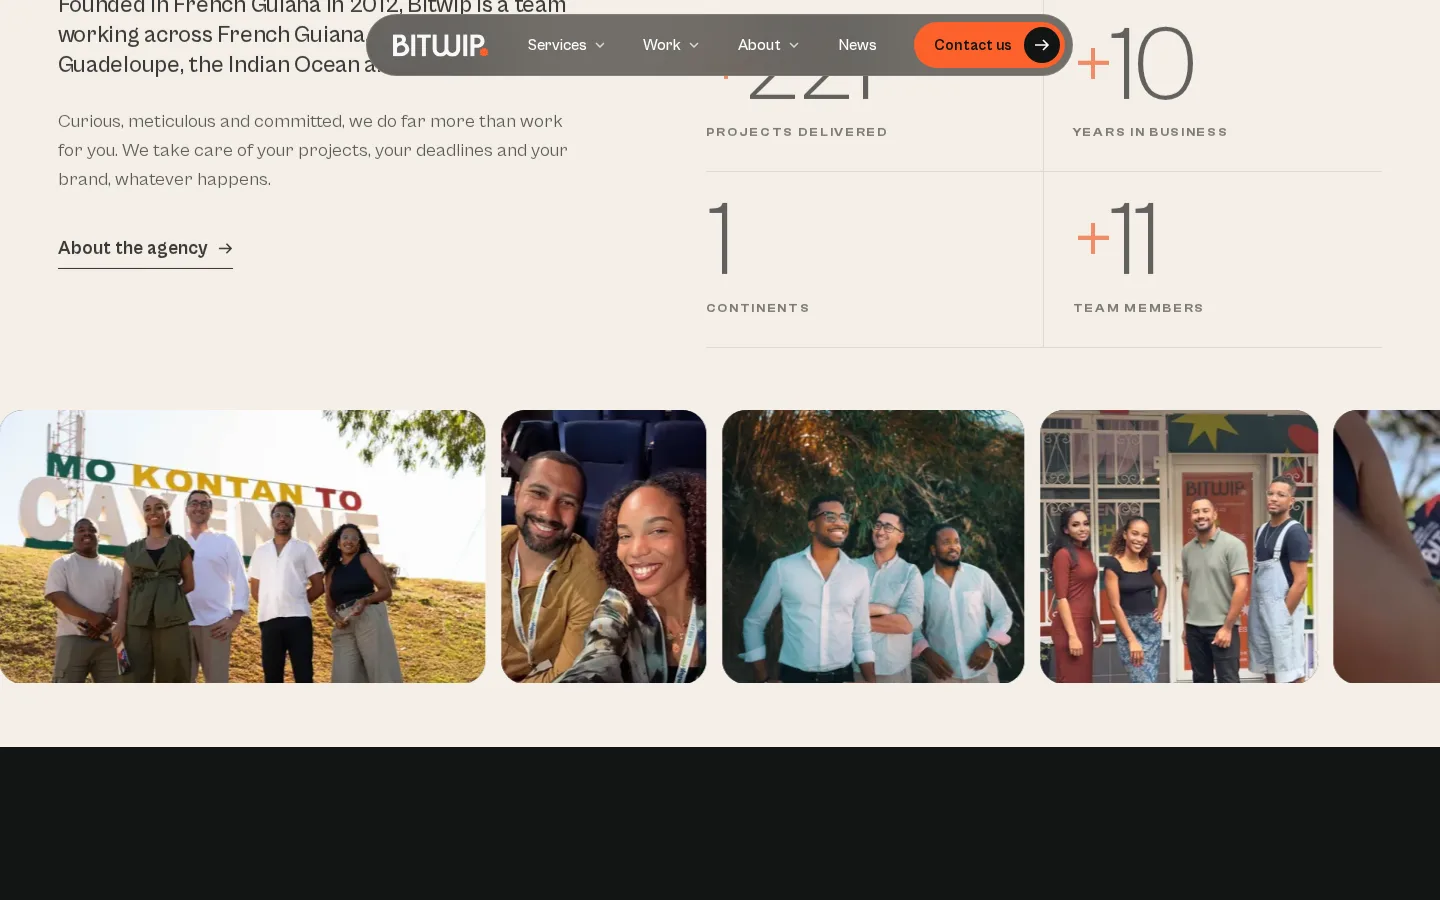 Founded in French Guiana in 2012, Bitwip is a team
working across French Guiana,
Guadeloupe, the Indian Ocean
Curious, meticulous and committed, we do far more than work
for you. We take care of your projects, your deadlines and your
brand, whatever happens.
About the agency
BITWIP.
Services
Work
About
News
Contact us
PROJECTS DELIVERED
+10
YEARS IN BUSINESS
1
CONTINENTS
+11
TEAM MEMBERS
MO KONTAN TO
CAYENNE
BITWIP